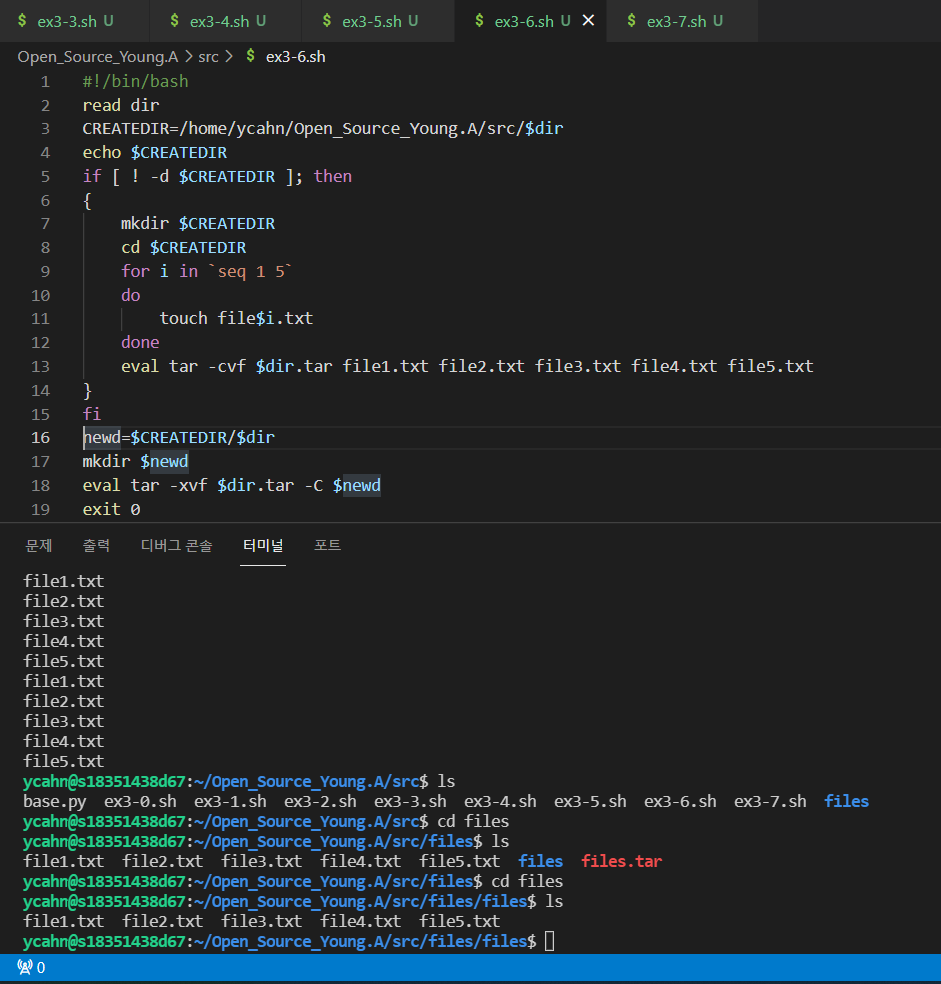 $ ex3-3.sh U $ ex3-4.sh U $ ex3-5.sh U $ ex3-6.sh U × $ ex3-7.sh U
Open_Source_Young.A > src > $ ex3-6.sh
1 #!/bin/bash
2 read dir
3 CREATEDIR=/home/ycahn/Open_Source_Young.A/src/$dir
4 echo $CREATEDIR
5 if [ ! -d $CREATEDIR ]; then
6 {
7     mkdir $CREATEDIR
8     cd $CREATEDIR
9     for i in `seq 1 5`
10     do
11         touch file$i.txt
12     done
13     eval tar -cvf $dir.tar file1.txt file2.txt file3.txt file4.txt file5.txt
14 }
15 fi
16 newd=$CREATEDIR/$dir
17 mkdir $newd
18 eval tar -xvf $dir.tar -C $newd
19 exit 0
문제 출력 디버그 콘솔 터미널 포트
file1.txt
file2.txt
file3.txt
file4.txt
file5.txt
file1.txt
file2.txt
file3.txt
file4.txt
file5.txt
ycahn@s18351438d67:~/Open_Source_Young.A/src$ ls
base.py  ex3-0.sh  ex3-1.sh  ex3-2.sh  ex3-3.sh  ex3-4.sh  ex3-5.sh  ex3-6.sh  ex3-7.sh  files
ycahn@s18351438d67:~/Open_Source_Young.A/src$ cd files
ycahn@s18351438d67:~/Open_Source_Young.A/src/files$ ls
file1.txt  file2.txt  file3.txt  file4.txt  file5.txt  files  files.tar
ycahn@s18351438d67:~/Open_Source_Young.A/src/files$ cd files
ycahn@s18351438d67:~/Open_Source_Young.A/src/files/files$ ls
file1.txt  file2.txt  file3.txt  file4.txt  file5.txt
ycahn@s18351438d67:~/Open_Source_Young.A/src/files/files$
0